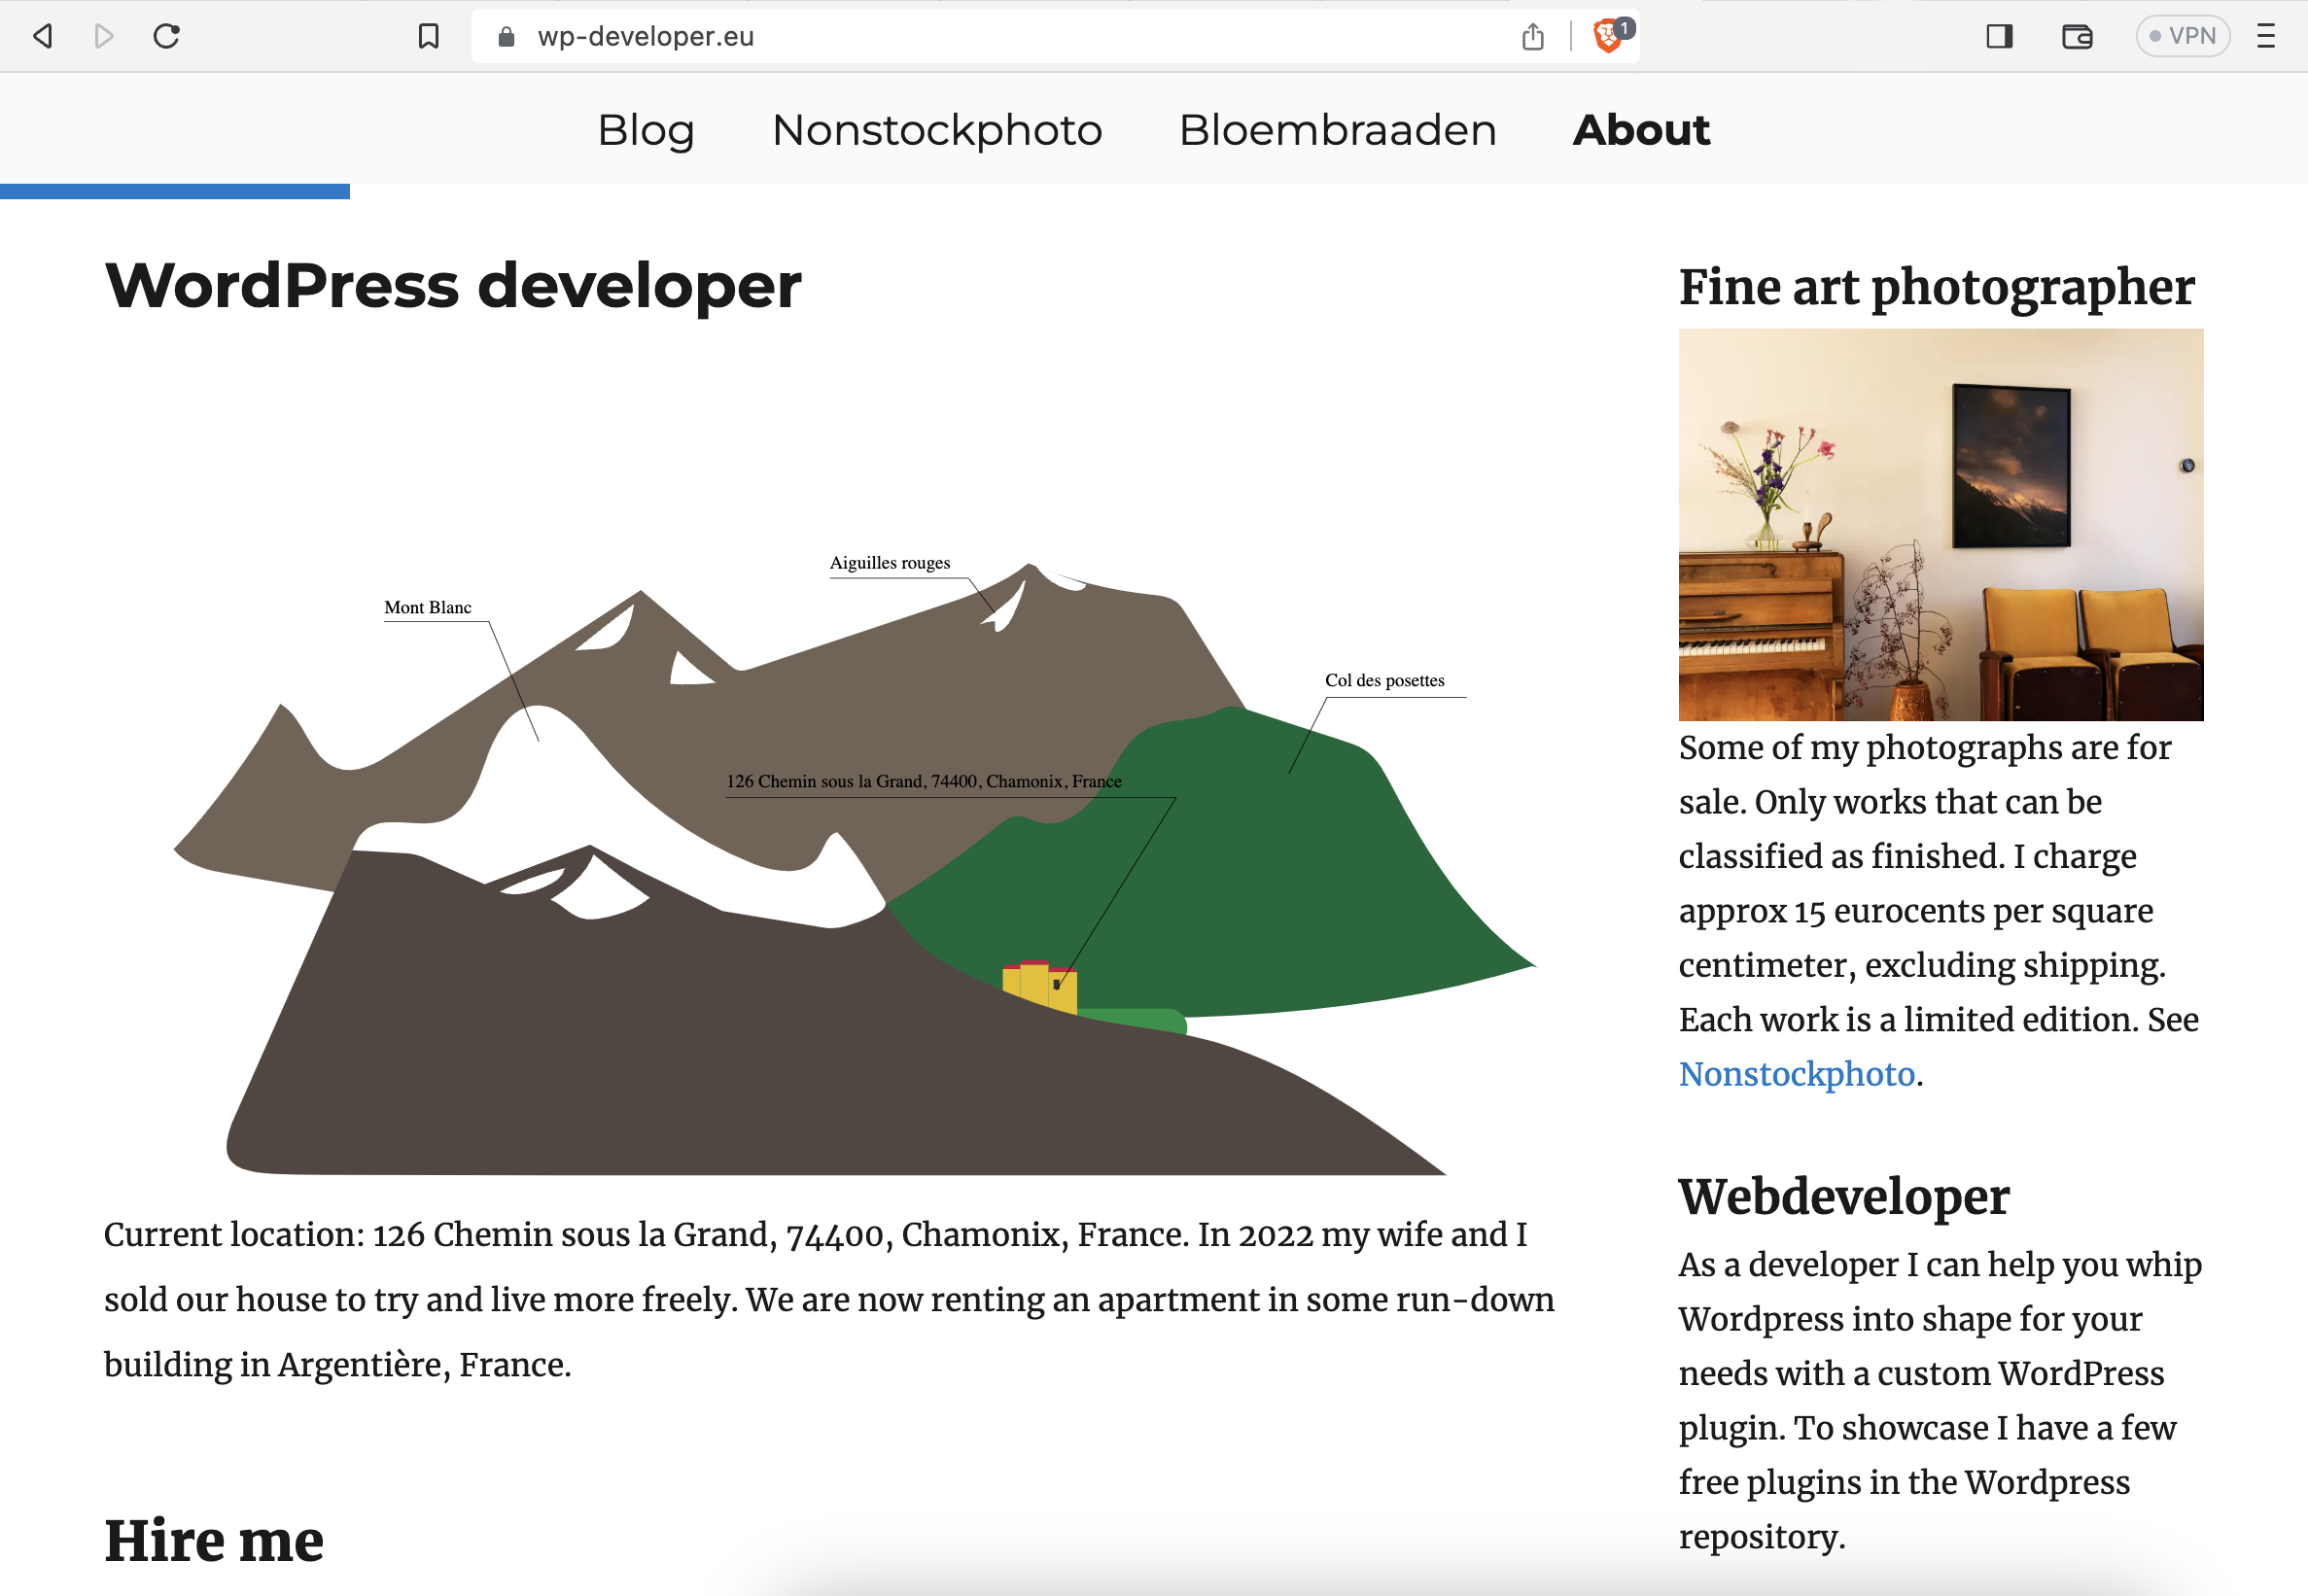 wp-developer.eu
1
VPN
Blog
Nonstockphoto
Bloembraaden
About
WordPress developer
Aiguilles rouges
Mont Blanc
Col des posettes
126 Chemin sous la Grand, 74400, Chamonix, France
Current location: 126 Chemin sous la Grand, 74400, Chamonix, France. In 2022 my wife and I
sold our house to try and live more freely. We are now renting an apartment in some run-down
building in Argentière, France.
Hire me
Fine art photographer
Some of my photographs are for
sale. Only works that can be
classified as finished. I charge
approx 15 eurocents per square
centimeter, excluding shipping.
Each work is a limited edition. See
Nonstockphoto.
Webdeveloper
As a developer I can help you whip
Wordpress into shape for your
needs with a custom WordPress
plugin. To showcase I have a few
free plugins in the Wordpress
repository.